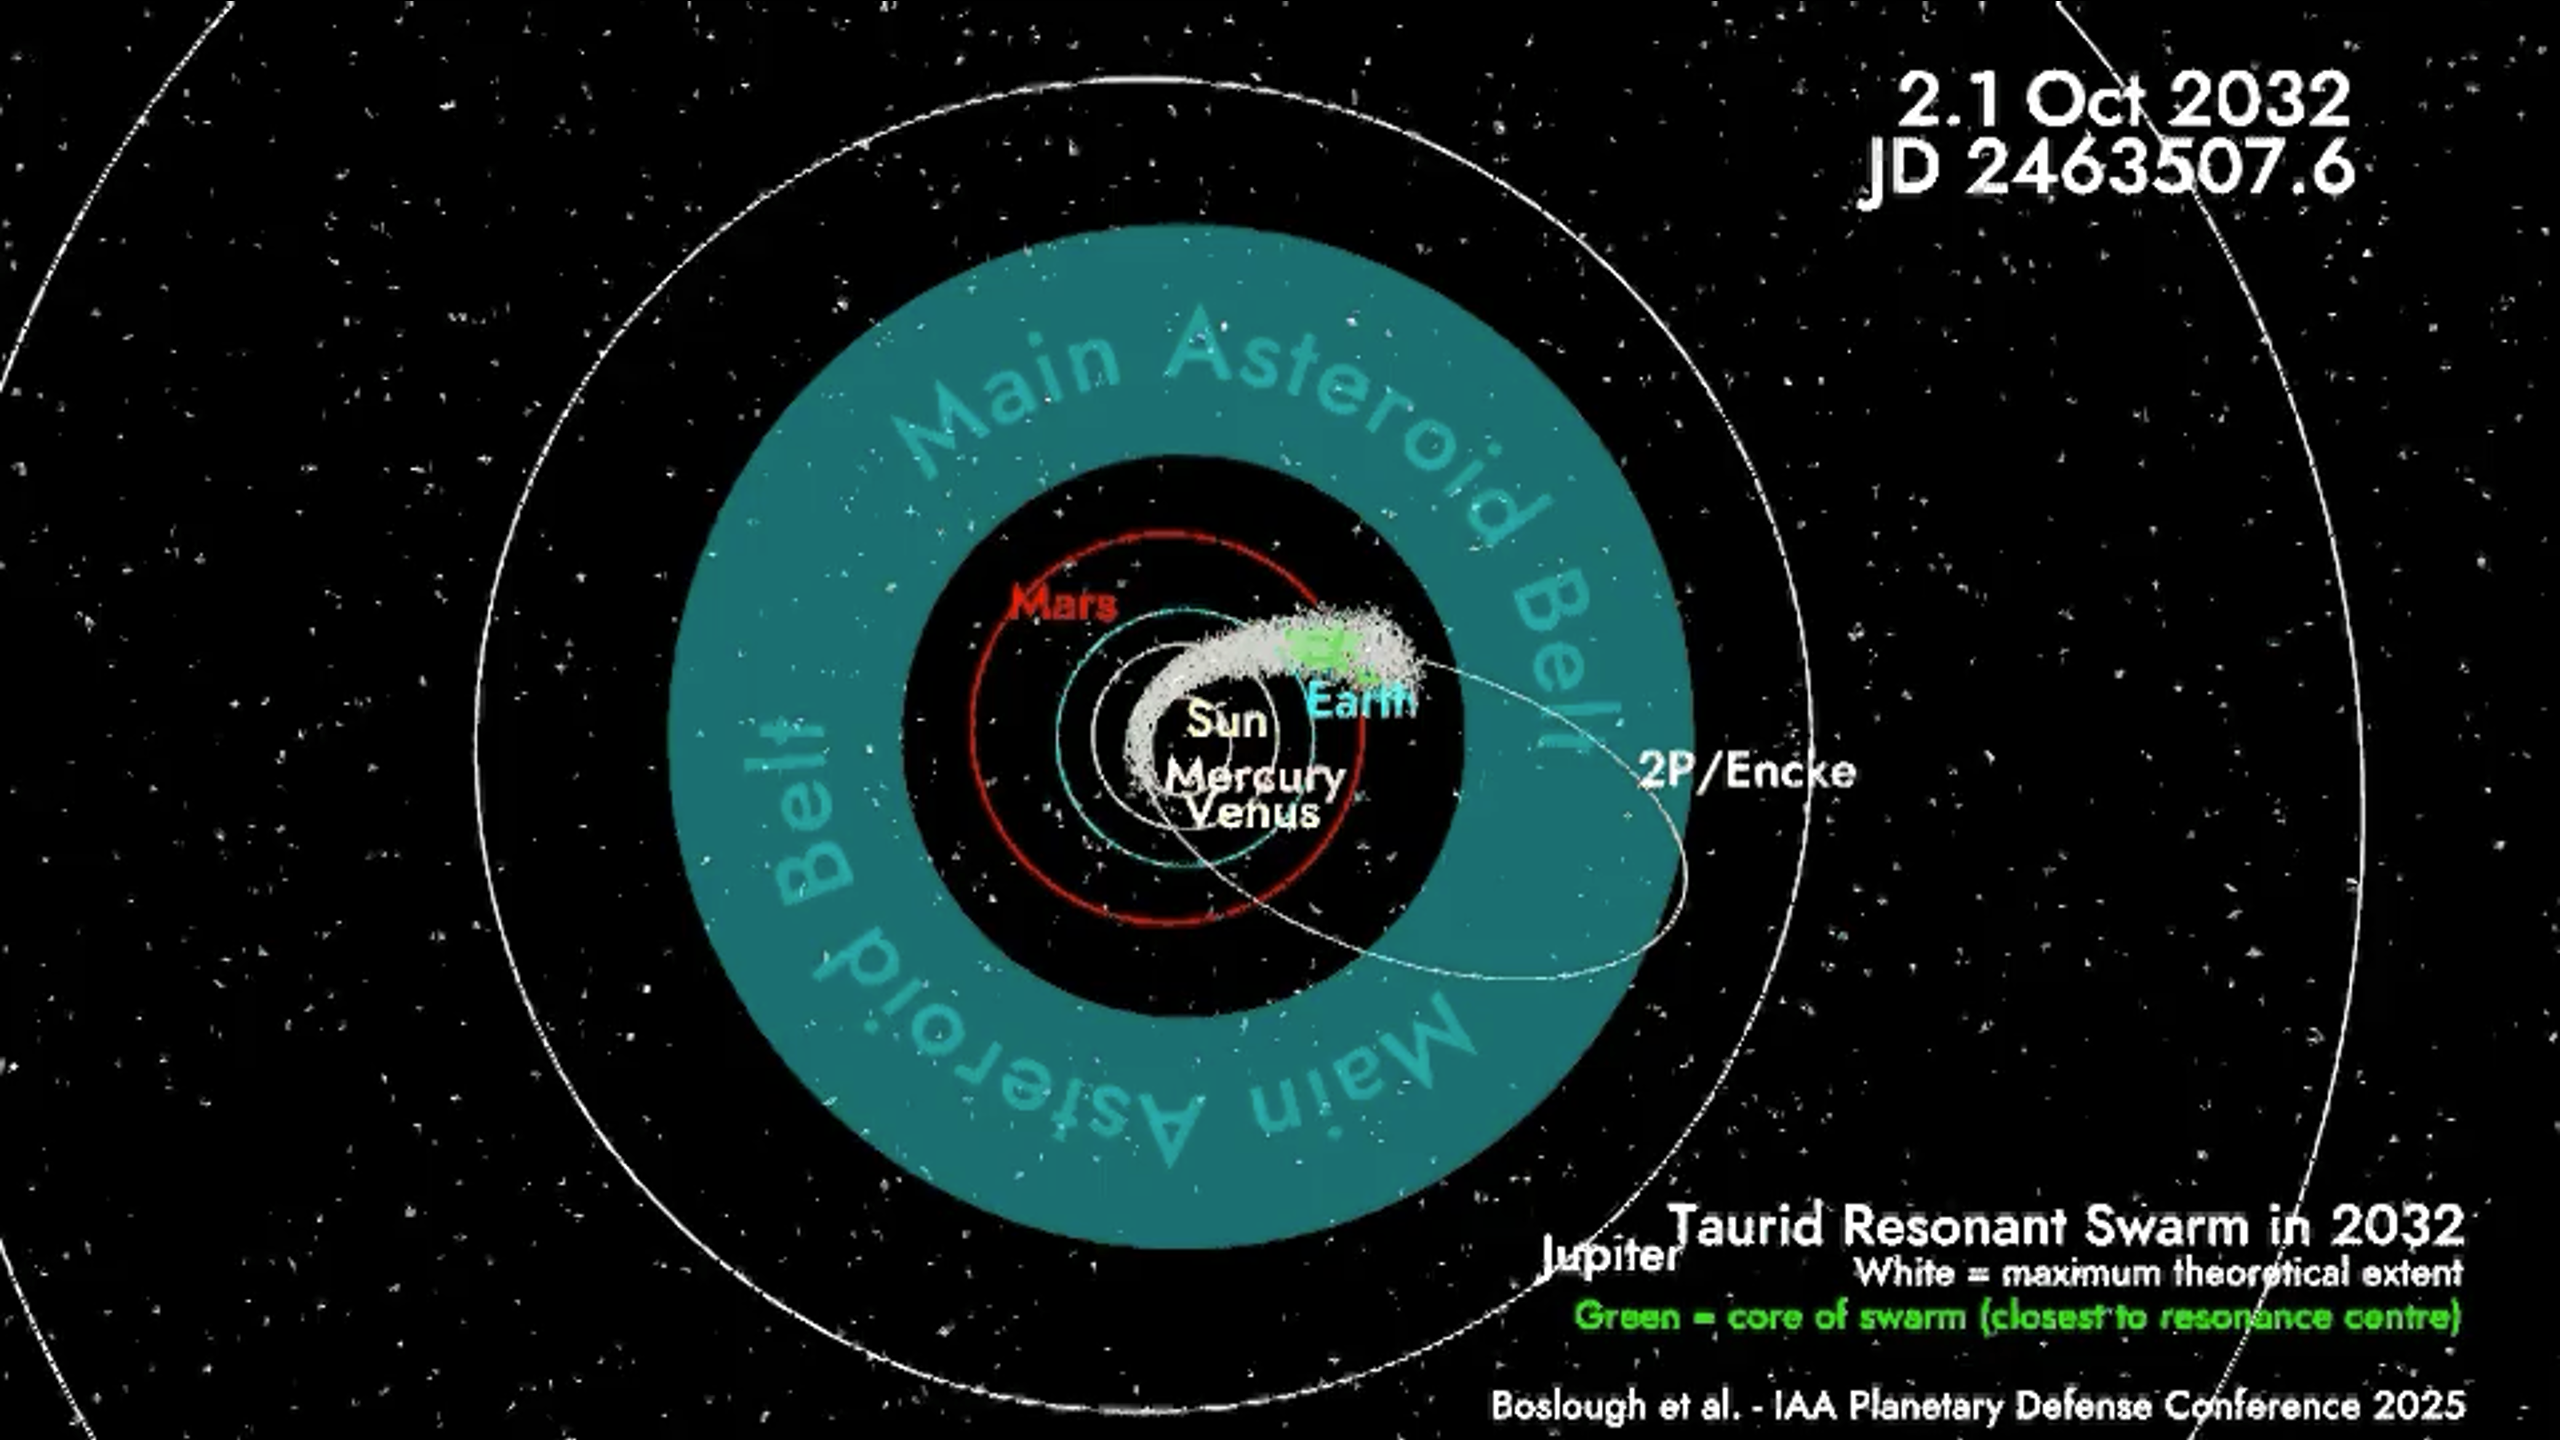 2.1 Oct 2032
JD 2463507.6
Main Asteroid Belt
Mars
Earth
Sun
2P/Encke
Mercury
Venus
Main Asteroid Belt
Taurid Resonant Swarm in 2032
Jupiter
White = maximum theoretical extent
Green = core of swarm (closest to resonance centre)
Boslough et al. - IAA Planetary Defense Conference 2025